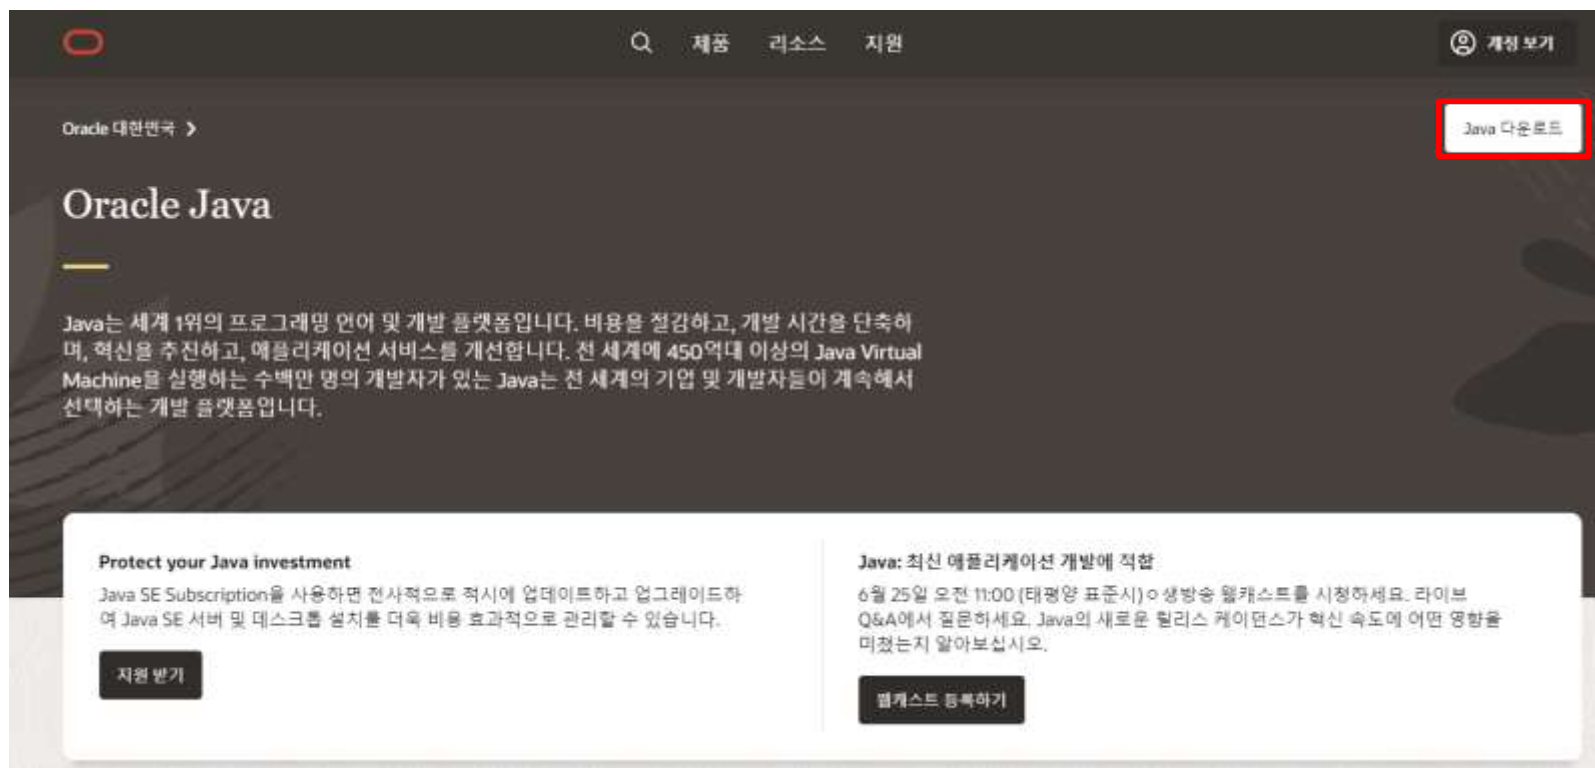 제품 리소스 지원
계정 보기
Oracle 대한민국
Java 다운로드
Oracle Java
Java는 세계 1위의 프로그래밍 언어 및 개발 플랫폼입니다. 비용을 절감하고, 개발 시간을 단축하
며, 혁신을 추진하고, 애플리케이션 서비스를 개선합니다. 전 세계에 450억대 이상의 Java Virtual
Machine을 실행하는 수백만 명의 개발자가 있는 Java는 전 세계의 기업 및 개발자들이 계속해서
선택하는 개발 플랫폼입니다.
Protect your Java investment
Java SE Subscription을 사용하면 전사적으로 적시에 업데이트하고 업그레이드하
여 Java SE 서버 및 데스크톱 설치를 더욱 비용 효과적으로 관리할 수 있습니다.
지원 받기
Java: 최신 애플리케이션 개발에 적합
6월 25일 오전 11:00 (태평양 표준시)ㅇ생방송 웹캐스트를 시청하세요. 라이브
Q&A에서 질문하세요. Java의 새로운 릴리스 케이던스가 혁신 속도에 어떤 영향을
미쳤는지 알아보십시오.
웹캐스트 등록하기